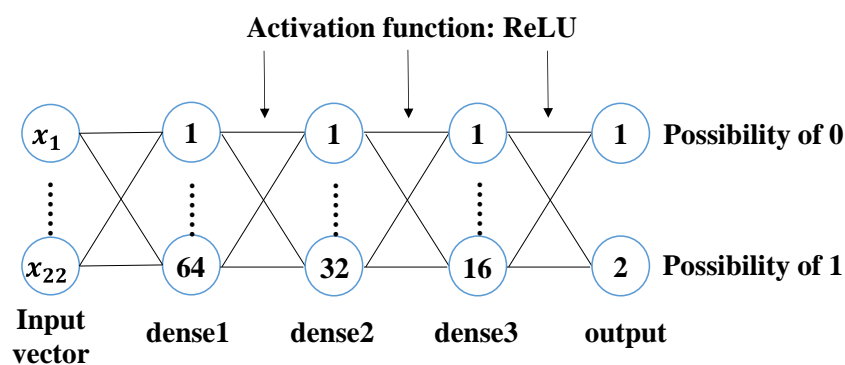 Activation function: ReLU
x₁ 1 1 1 1 Possibility of 0
x₂₂ 64 32 16 2 Possibility of 1
Input
vector
dense1 dense2 dense3 output